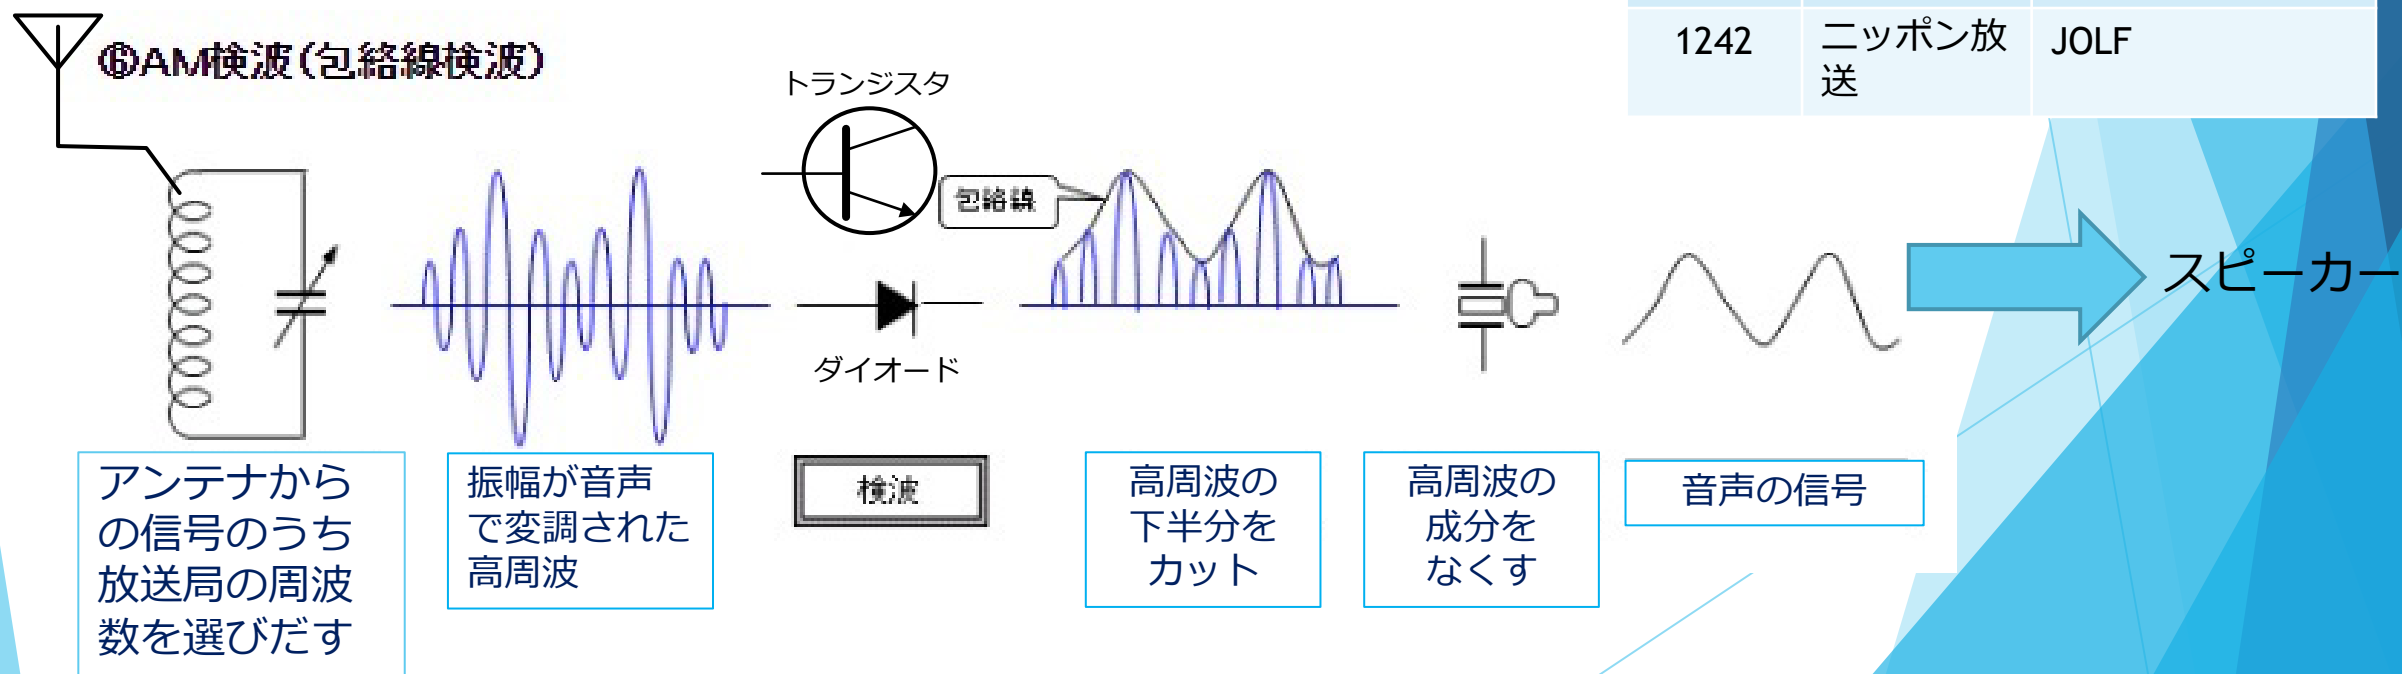 ⑥AM検波(包絡線検波)
1242
ニッポン放
送
JOLF
トランジスタ
包絡線
ダイオード
スピーカー
アンテナから
の信号のうち
放送局の周波
数を選びだす
振幅が音声
で変調された
高周波
検波
高周波の
下半分を
カット
高周波の
成分を
なくす
音声の信号